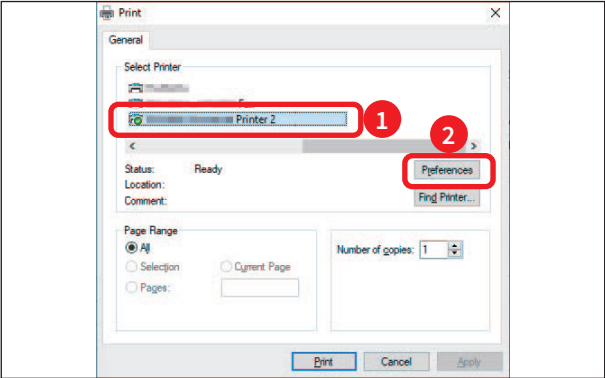 Print
General
Select Printer
Printer 2
1
2
Status: Ready
Preferences
Location:
Comment:
Find Printer...
Page Range
All
Selection
Current Page
Pages:
Number of copies: 1
Print
Cancel
Apply